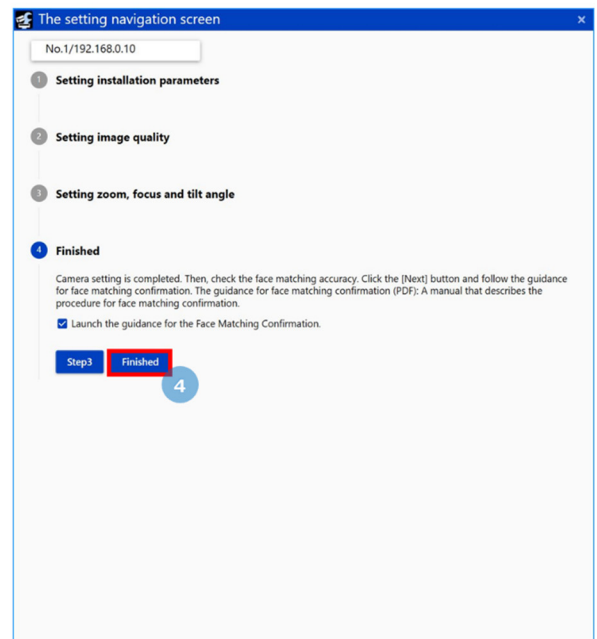 The setting navigation screen ×
No.1/192.168.0.10
1 Setting installation parameters
2 Setting image quality
3 Setting zoom, focus and tilt angle
4 Finished
Camera setting is completed. Then, check the face matching accuracy. Click the [Next] button and follow the guidance
for face matching confirmation. The guidance for face matching confirmation (PDF): A manual that describes the
procedure for face matching confirmation.
Launch the guidance for the Face Matching Confirmation.
Step3 Finished
4